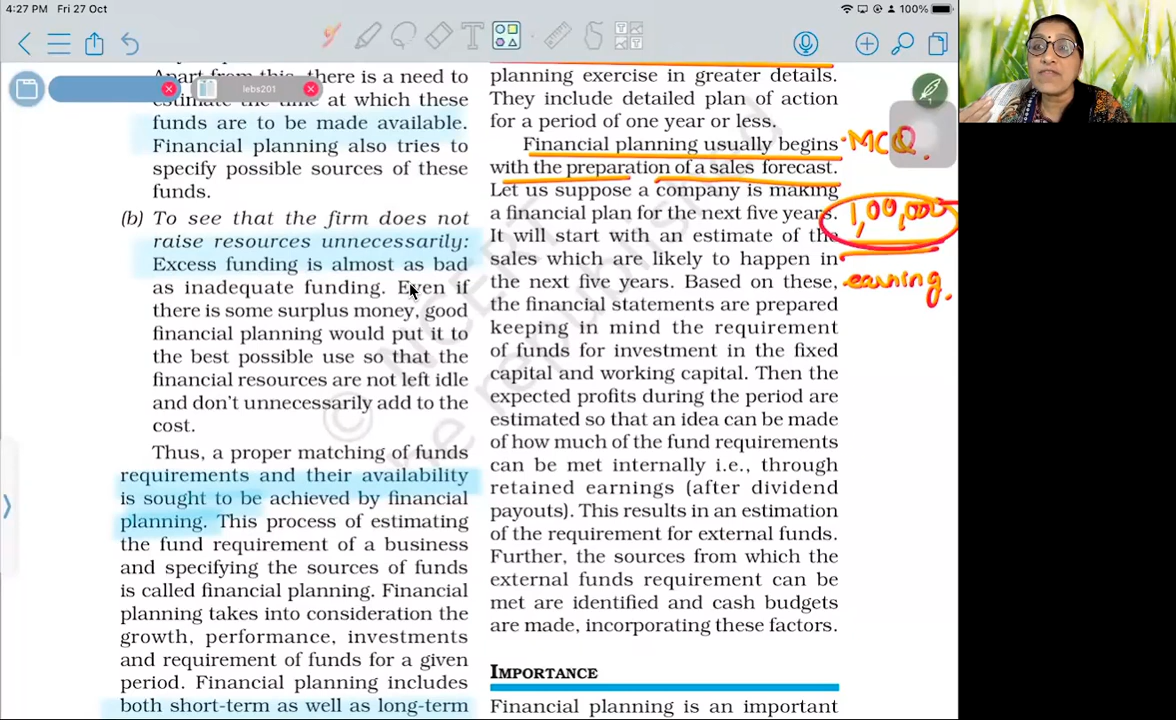 4:27 PM Fri 27 Oct
100%
lebs201
Apart from this, there is a need to
estimate the time at which these
funds are to be made available.
Financial planning also tries to
specify possible sources of these
funds.
(b) To see that the firm does not
raise resources unnecessarily:
Excess funding is almost as bad
as inadequate funding. Even if
there is some surplus money, good
financial planning would put it to
the best possible use so that the
financial resources are not left idle
and don't unnecessarily add to the
cost.
Thus, a proper matching of funds
requirements and their availability
is sought to be achieved by financial
planning. This process of estimating
the fund requirement of a business
and specifying the sources of funds
is called financial planning. Financial
planning takes into consideration the
growth, performance, investments
and requirement of funds for a given
period. Financial planning includes
both short-term as well as long-term
planning exercise in greater details.
They include detailed plan of action
for a period of one year or less.
Financial planning usually begins
with the preparation of a sales forecast.
Let us suppose a company is making
a financial plan for the next five years.
It will start with an estimate of the
sales which are likely to happen in
the next five years. Based on these,
the financial statements are prepared
keeping in mind the requirement
of funds for investment in the fixed
capital and working capital. Then the
expected profits during the period are
estimated so that an idea can be made
of how much of the fund requirements
can be met internally i.e., through
retained earnings (after dividend
payouts). This results in an estimation
of the requirement for external funds.
Further, the sources from which the
external funds requirement can be
met are identified and cash budgets
are made, incorporating these factors.
IMPORTANCE
Financial planning is an important
MCQ.
1,00,000
earning.
© NCERT
be republished